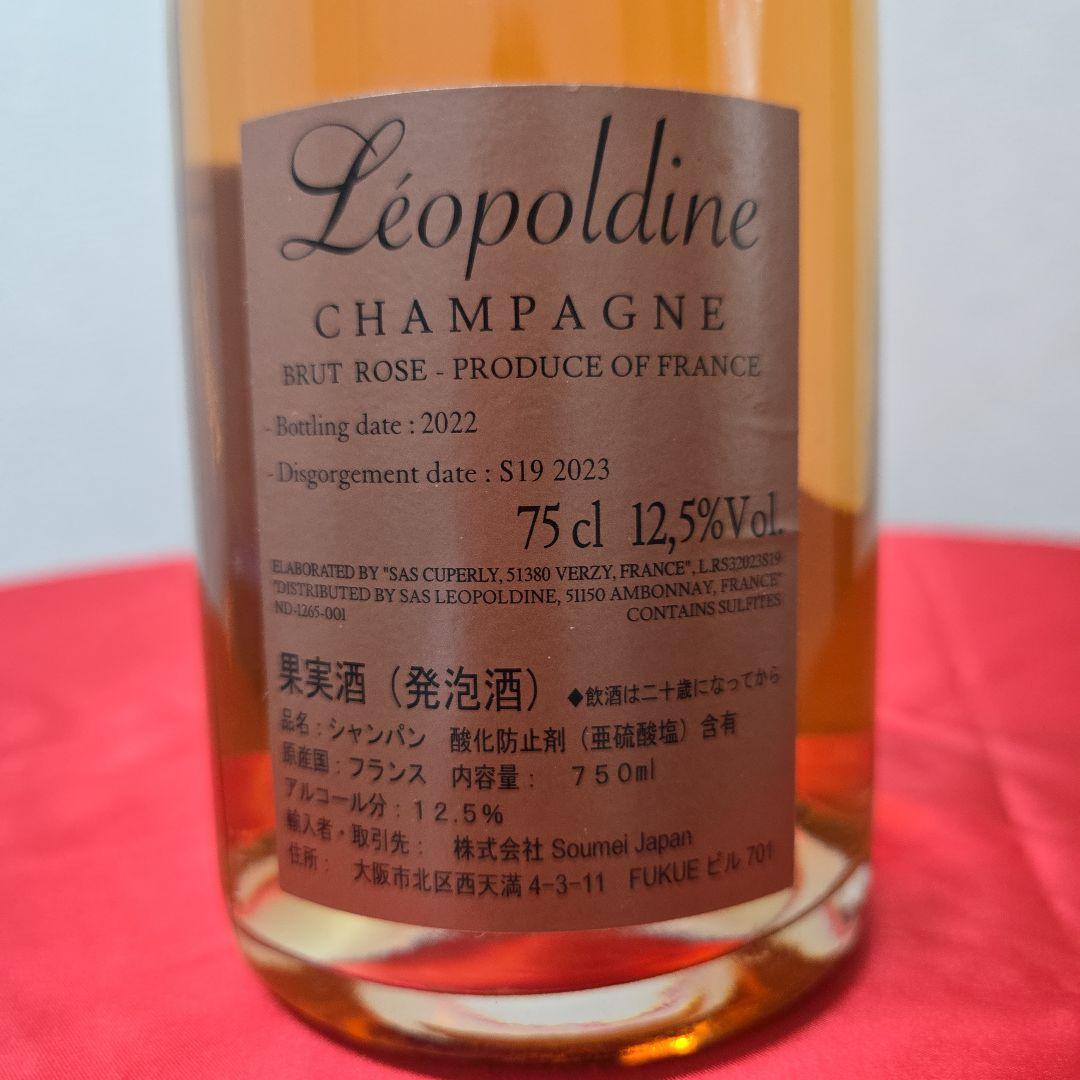 Léopoldine
CHAMPAGNE
BRUT ROSE - PRODUCE OF FRANCE
- Bottling date : 2022
- Disgorgement date : S19 2023
75 cl 12,5%Vol.
ELABORATED BY "SAS CUPERLY, 51380 VERZY, FRANCE", L.RS32023S19
"DISTRIBUTED BY SAS LEOPOLDINE, 51150 AMBONNAY, FRANCE"
ND-1265-001 CONTAINS SULFITES
果実酒（発泡酒） ◆飲酒は二十歳になってから
品名：シャンパン 酸化防止剤（亜硫酸塩）含有
原産国：フランス 内容量： 750ml
アルコール分：12.5%
輸入者・取引先： 株式会社 Soumei Japan
住所： 大阪市北区西天満4-3-11 FUKUE ビル 701